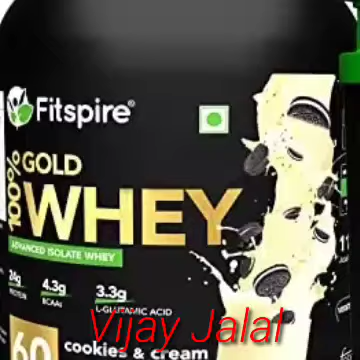 Fitspire®
100% GOLD
WHEY
ADVANCED ISOLATE WHEY
24g 4.3g 3.3g
PROTEIN BCAAs L-GLUTAMIC ACID
60 cookies & cream
Vijay Jalal